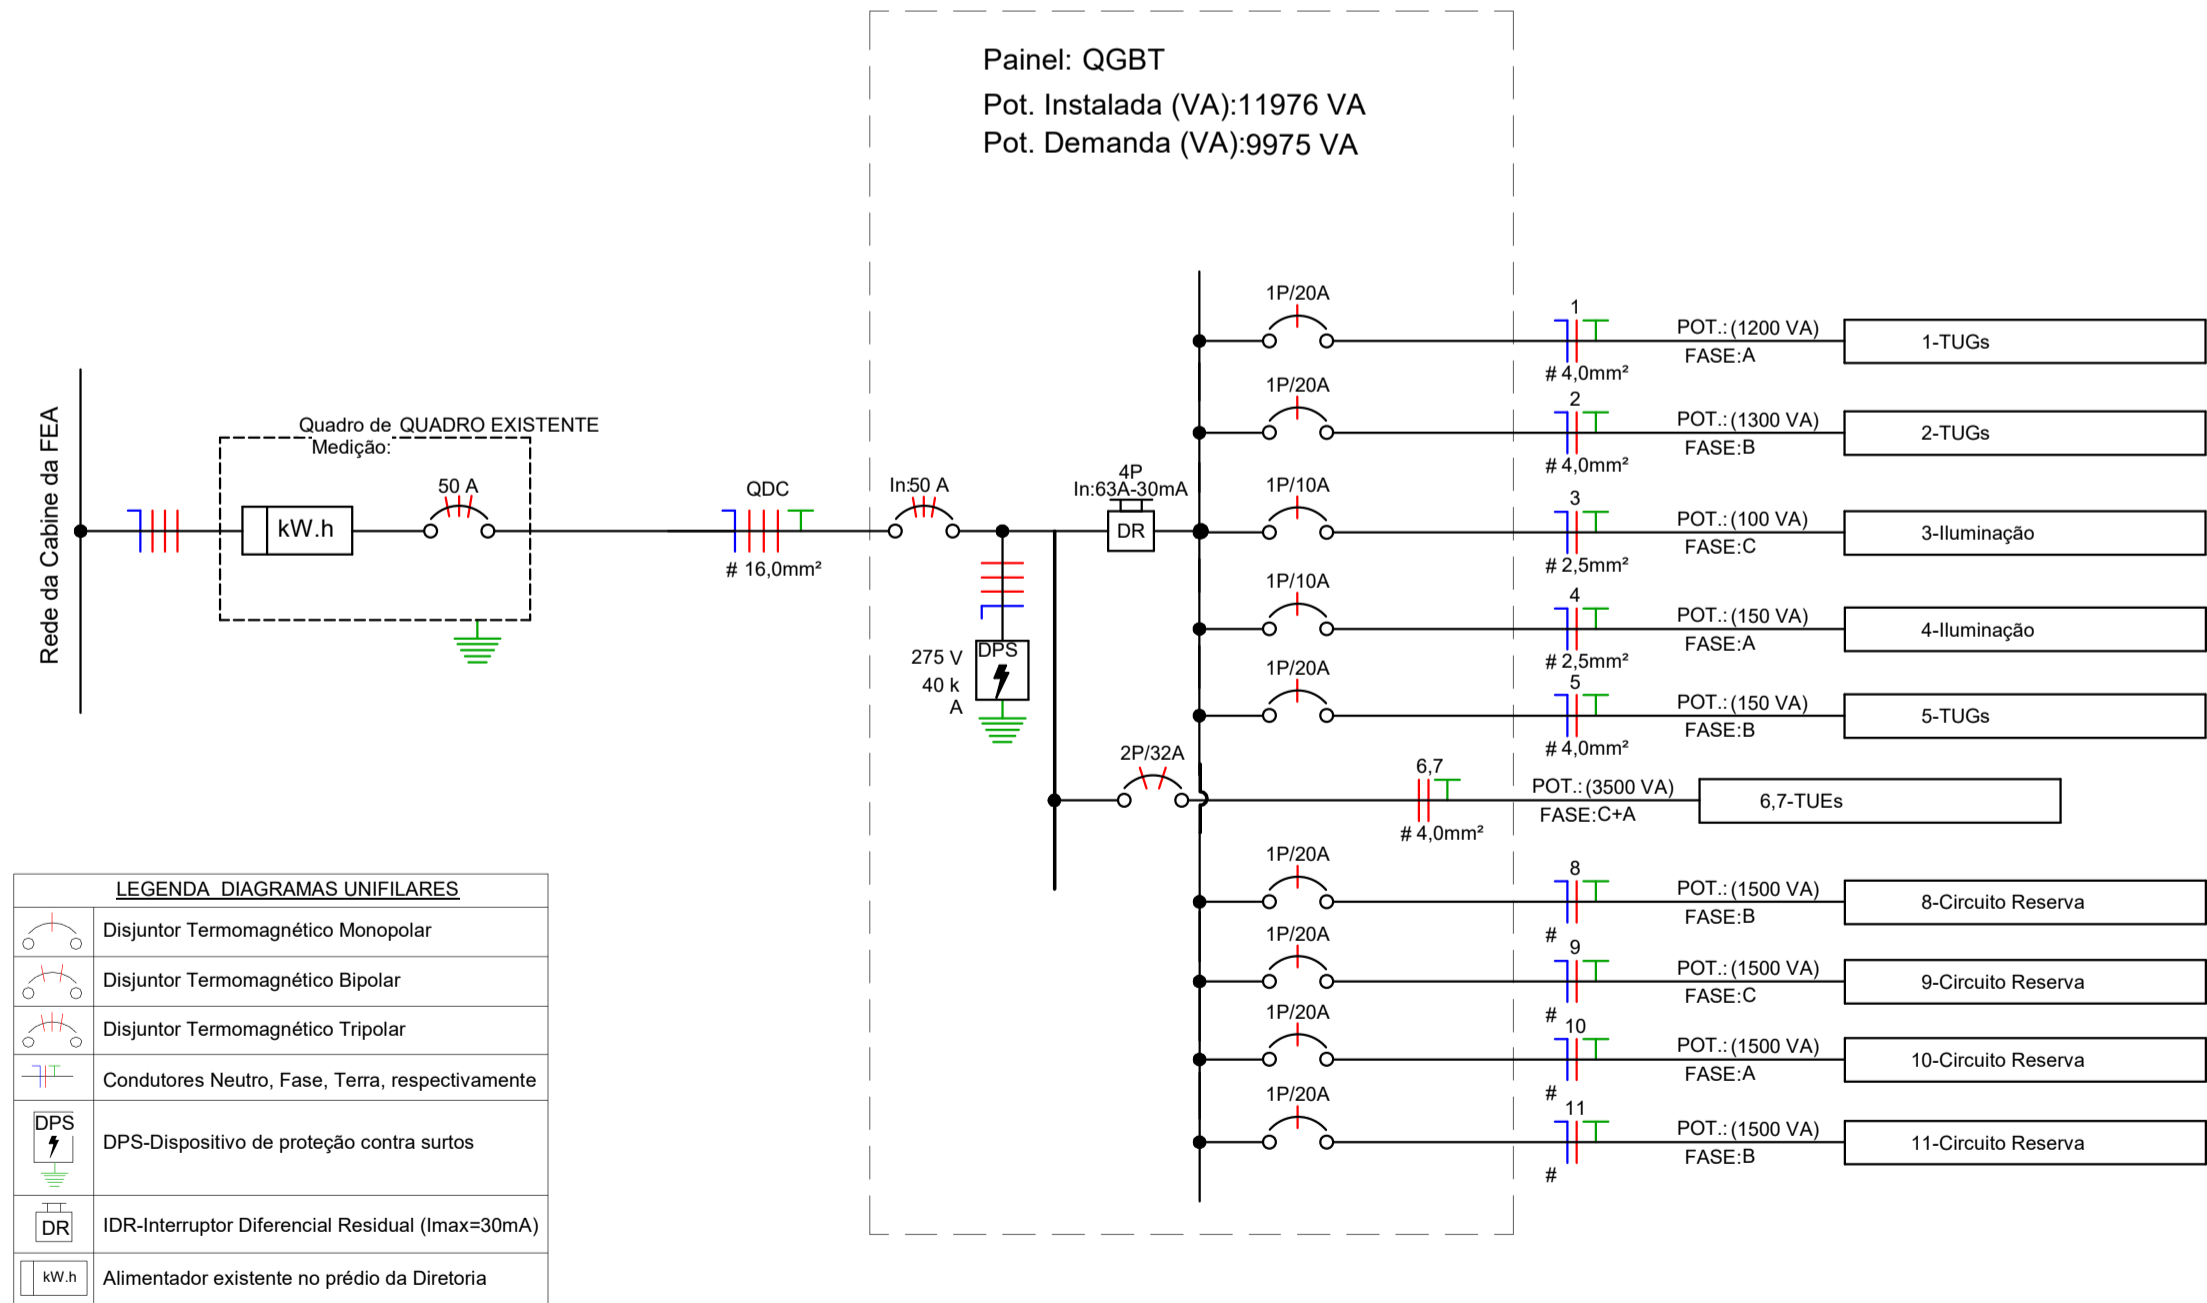 Painel: QGBT
Pot. Instalada (VA):11976 VA
Pot. Demanda (VA):9975 VA
Rede da Cabine da FEA
Quadro de QUADRO EXISTENTE
Medição:
kW.h
50 A
QDC
# 16,0mm²
In:50 A
4P
In:63A-30mA
DR
DPS
275 V
40 k
A
2P/32A
6,7
# 4,0mm²
POT.: (3500 VA)
FASE:C+A
6,7-TUEs
1P/20A
1
# 4,0mm²
POT.: (1200 VA)
FASE:A
1-TUGs
1P/20A
2
# 4,0mm²
POT.: (1300 VA)
FASE:B
2-TUGs
1P/10A
3
# 2,5mm²
POT.: (100 VA)
FASE:C
3-Iluminação
1P/10A
4
# 2,5mm²
POT.: (150 VA)
FASE:A
4-Iluminação
1P/20A
5
# 4,0mm²
POT.: (150 VA)
FASE:B
5-TUGs
1P/20A
8
#
POT.: (1500 VA)
FASE:B
8-Circuito Reserva
1P/20A
9
#
POT.: (1500 VA)
FASE:C
9-Circuito Reserva
1P/20A
10
#
POT.: (1500 VA)
FASE:A
10-Circuito Reserva
1P/20A
11
#
POT.: (1500 VA)
FASE:B
11-Circuito Reserva
LEGENDA DIAGRAMAS UNIFILARES
Disjuntor Termomagnético Monopolar
Disjuntor Termomagnético Bipolar
Disjuntor Termomagnético Tripolar
Condutores Neutro, Fase, Terra, respectivamente
DPS
DPS-Dispositivo de proteção contra surtos
DR
IDR-Interruptor Diferencial Residual (Imax=30mA)
kW.h
Alimentador existente no prédio da Diretoria